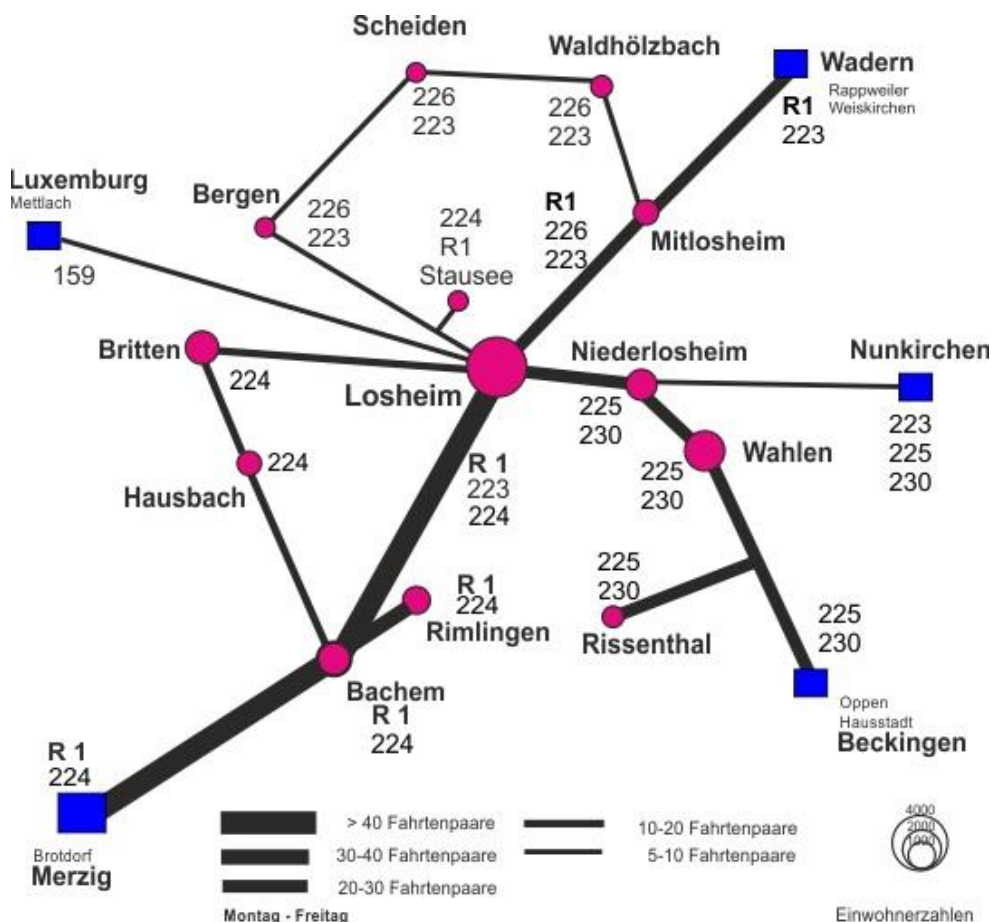 Scheiden
226
223
Waldhölzbach
226
223
Wadern
Rappweiler
Weiskirchen
R1
223
Luxemburg
Mettlach
159
Bergen
226
223
224
R1
Stausee
R1
226
223
Mitlosheim
Britten
224
Losheim
Niederlosheim
225
230
Nunkirchen
223
225
230
Wahlen
225
230
Hausbach
224
R 1
223
224
R 1
224
Rimlingen
225
230
Rissenthal
225
230
Oppen
Hausstadt
Beckingen
Bachem
R 1
224
R 1
224
Brotdorf
Merzig
> 40 Fahrtenpaare
30-40 Fahrtenpaare
20-30 Fahrtenpaare
10-20 Fahrtenpaare
5-10 Fahrtenpaare
Montag - Freitag
4000
2000
1000
Einwohnerzahlen